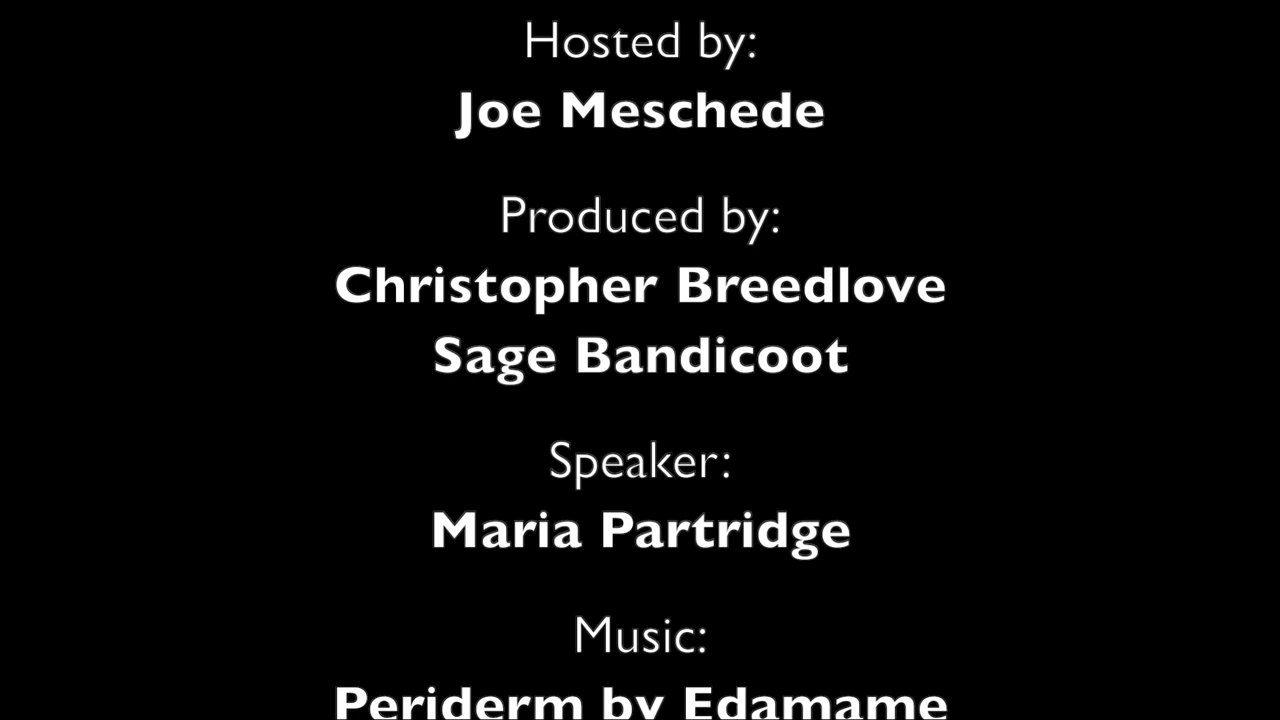 Hosted by:
Joe Meschede
Produced by:
Christopher Breedlove
Sage Bandicoot
Speaker:
Maria Partridge
Music:
Periderm by Edamame